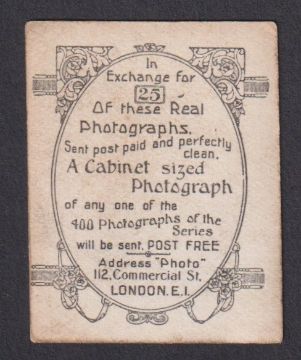 In
Exchange for
25
Of these Real
Photographs.
Sent post paid and perfectly
clean,
A Cabinet sized
Photograph
of any one of the
400 Photographs of the
Series
will be sent, POST FREE
Address "Photo"
112, Commercial St.
LONDON. E.1.